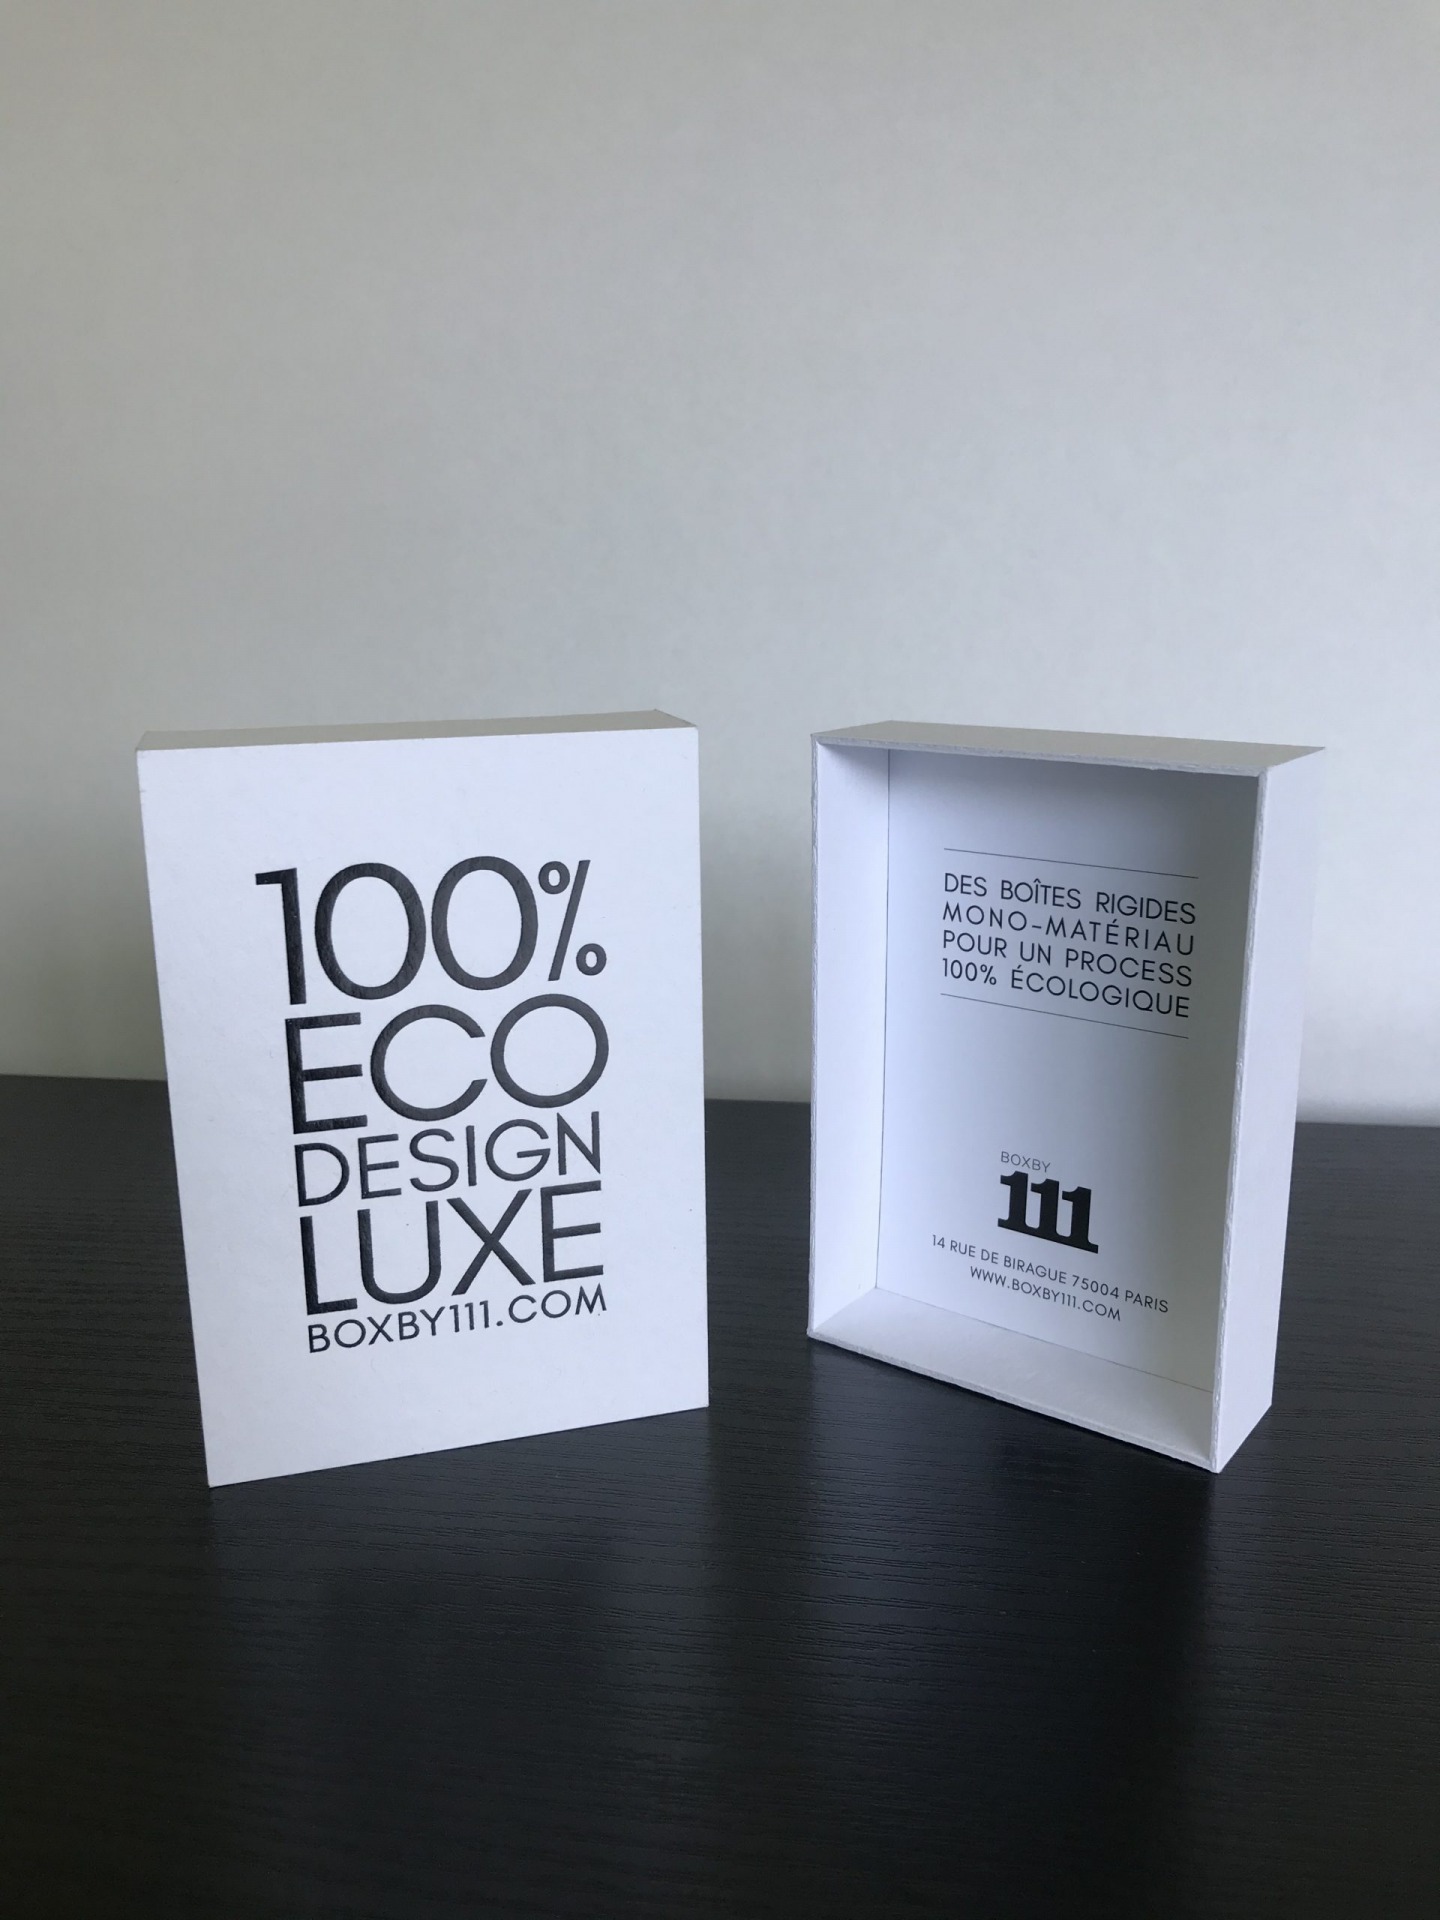 100%
ECO
DESIGN
LUXE
BOXBY111.COM
DES BOÎTES RIGIDES
MONO-MATÉRIAU
POUR UN PROCESS
100% ÉCOLOGIQUE
BOXBY
111
14 RUE DE BIRAGUE 75004 PARIS
WWW.BOXBY111.COM